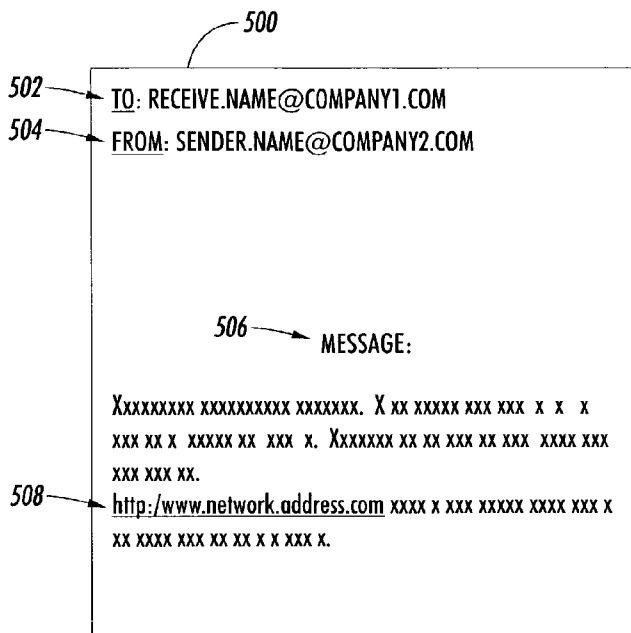 500
502 TO: RECEIVE.NAME@COMPANY1.COM
504 FROM: SENDER.NAME@COMPANY2.COM
506 MESSAGE:
Xxxxxxxxx xxxxxxxxxx xxxxxxx. X xx xxxxx xxx xxx x x x
xxx xx x xxxxx xx xxx x. Xxxxxxx xx xx xxx xx xxx xxxx xxx
xxx xxx xx.
508 http:/www.network.address.com xxxx x xxx xxxxx xxxx xxx x
xx xxxx xxx xx xx x x xxx x.